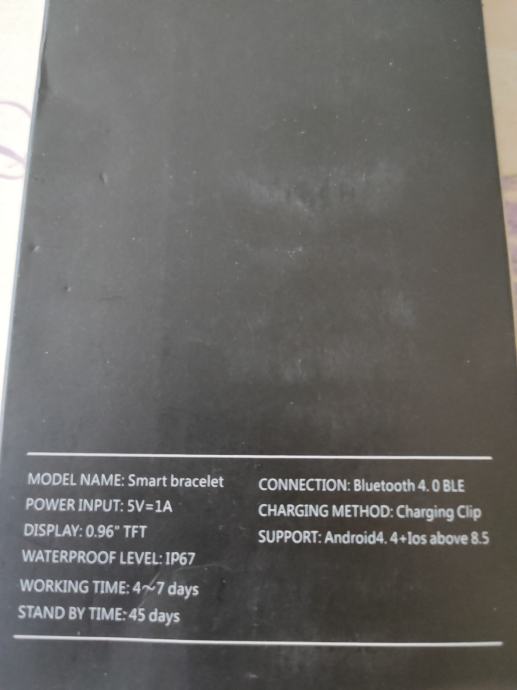 MODEL NAME: Smart bracelet
POWER INPUT: 5V=1A
DISPLAY: 0.96" TFT
WATERPROOF LEVEL: IP67
WORKING TIME: 4~7 days
STAND BY TIME: 45 days
CONNECTION: Bluetooth 4. 0 BLE
CHARGING METHOD: Charging Clip
SUPPORT: Android4. 4+Ios above 8.5